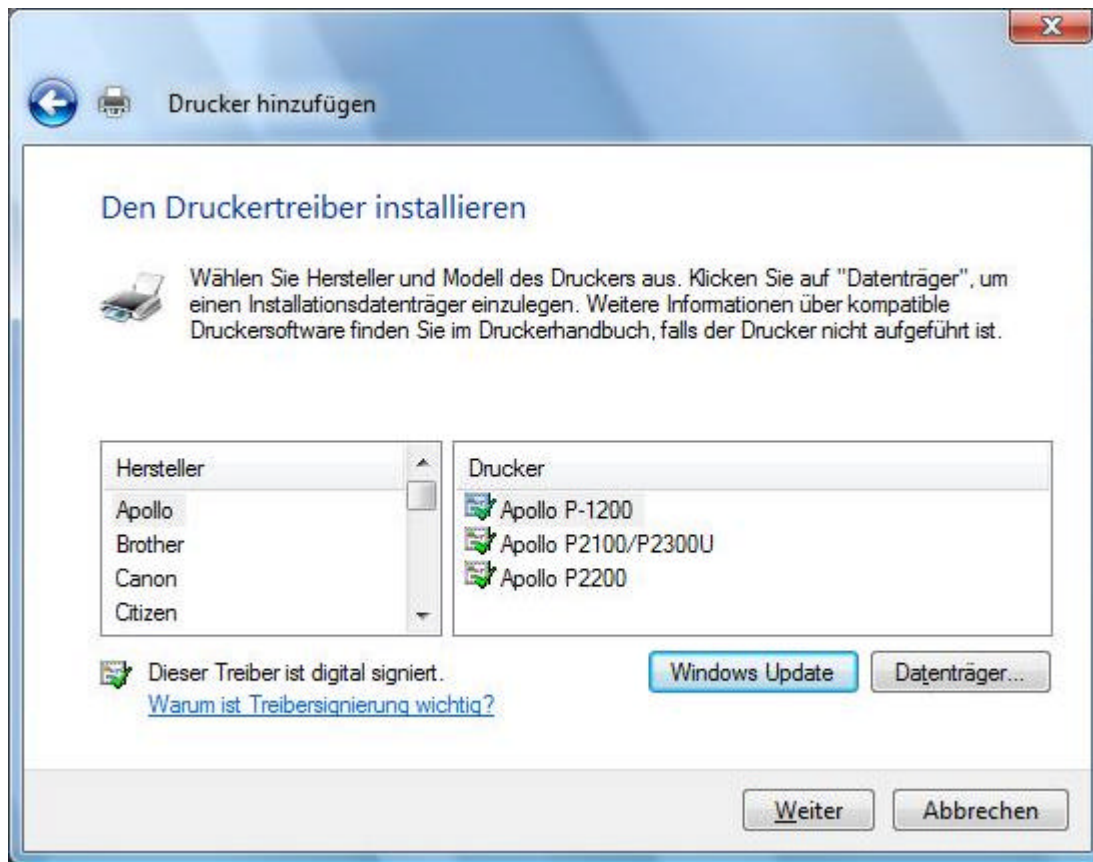 Drucker hinzufügen
Den Druckertreiber installieren
Wählen Sie Hersteller und Modell des Druckers aus. Klicken Sie auf "Datenträger", um
einen Installationsdatenträger einzulegen. Weitere Informationen über kompatible
Druckersoftware finden Sie im Druckerhandbuch, falls der Drucker nicht aufgeführt ist.
Hersteller
Apollo
Brother
Canon
Citizen
Drucker
Apollo P-1200
Apollo P2100/P2300U
Apollo P2200
Dieser Treiber ist digital signiert.
Warum ist Treibersignierung wichtig?
Windows Update
Datenträger...
Weiter
Abbrechen